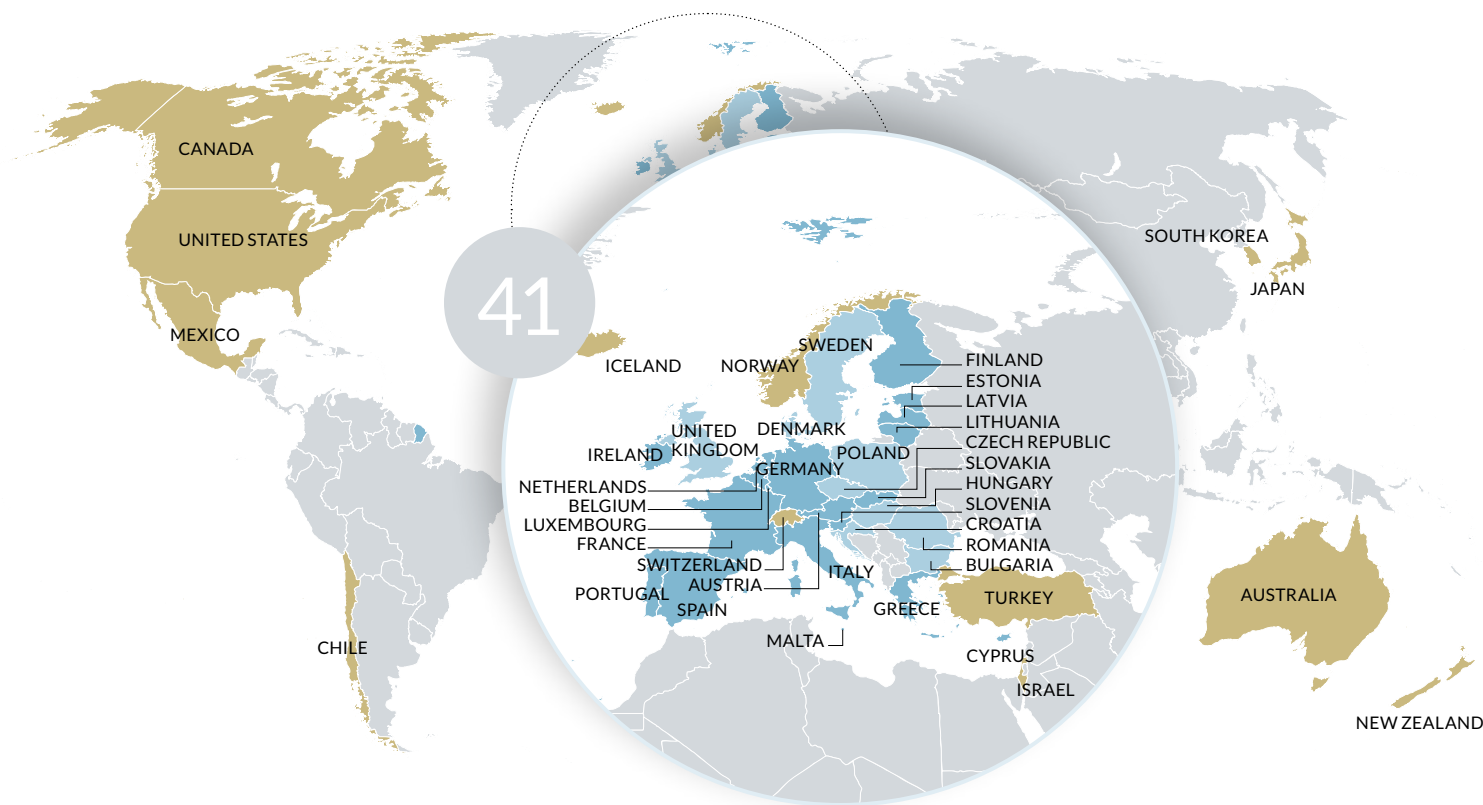 CANADA
UNITED STATES
MEXICO
CHILE
41
ICELAND
NORWAY
SWEDEN
FINLAND
ESTONIA
LATVIA
LITHUANIA
CZECH REPUBLIC
SLOVAKIA
HUNGARY
SLOVENIA
CROATIA
ROMANIA
BULGARIA
DENMARK
UNITED
KINGDOM
IRELAND
POLAND
GERMANY
NETHERLANDS
BELGIUM
LUXEMBOURG
FRANCE
SWITZERLAND
AUSTRIA
ITALY
PORTUGAL
SPAIN
GREECE
TURKEY
MALTA
CYPRUS
ISRAEL
SOUTH KOREA
JAPAN
AUSTRALIA
NEW ZEALAND